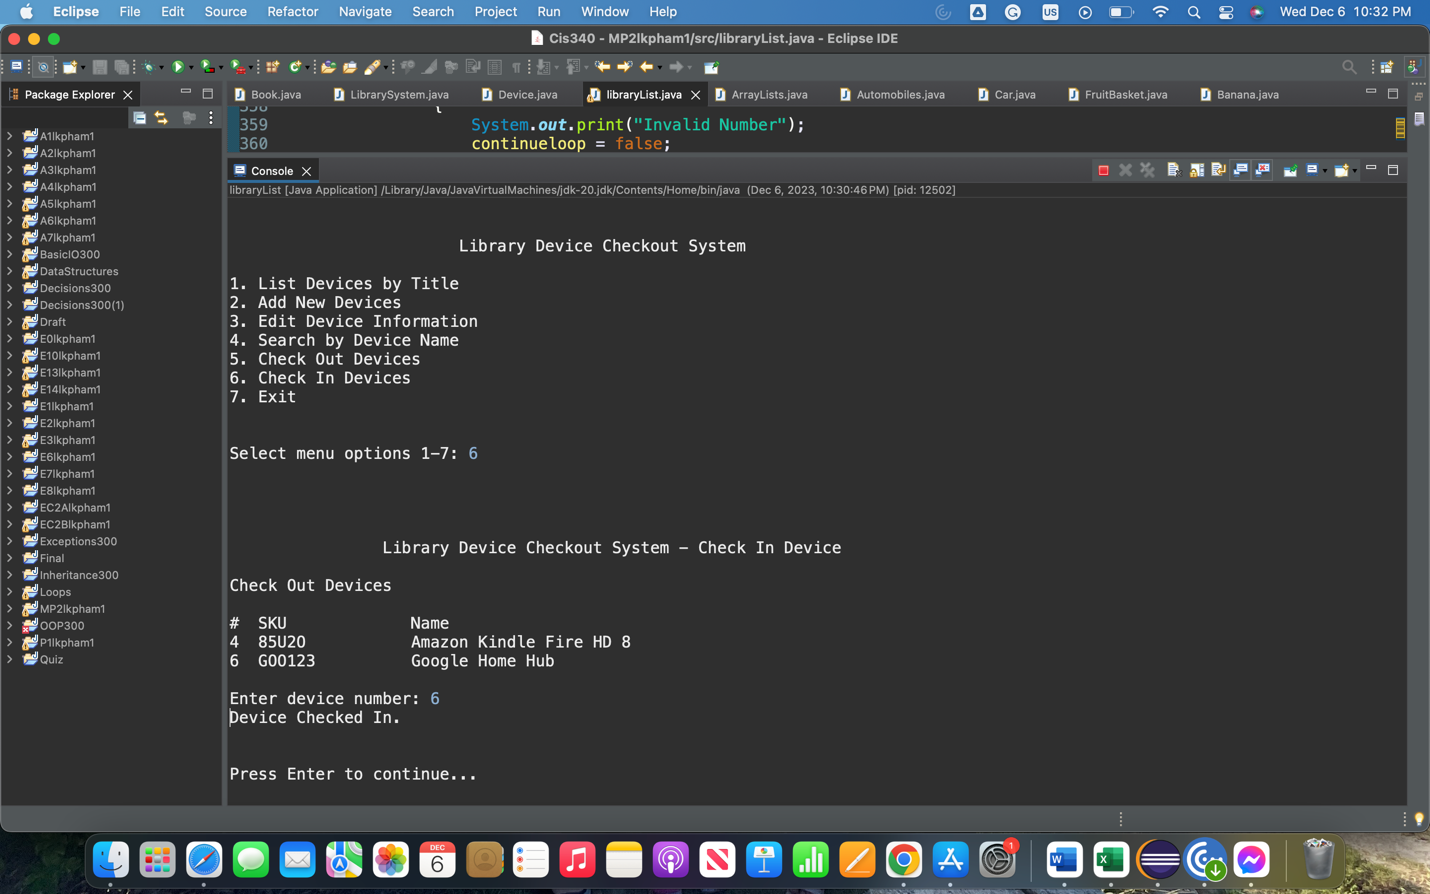 Eclipse File Edit Source Refactor Navigate Search Project Run Window Help US Wed Dec 6 10:32 PM
Cis340 - MP2lkpham1/src/libraryList.java - Eclipse IDE
Package Explorer
Book.java LibrarySystem.java Device.java libraryList.java ArrayLists.java Automobiles.java Car.java FruitBasket.java Banana.java
358 {
359 System.out.print("Invalid Number");
360 continueloop = false;
Console
libraryList [Java Application] /Library/Java/JavaVirtualMachines/jdk-20.jdk/Contents/Home/bin/java (Dec 6, 2023, 10:30:46 PM) [pid: 12502]
A1lkpham1
A2lkpham1
A3lkpham1
A4lkpham1
A5lkpham1
A6lkpham1
A7lkpham1
BasicIO300
DataStructures
Decisions300
Decisions300(1)
Draft
E0lkpham1
E10lkpham1
E13lkpham1
E14lkpham1
E1lkpham1
E2lkpham1
E3lkpham1
E6lkpham1
E7lkpham1
E8lkpham1
EC2Alkpham1
EC2Blkpham1
Exceptions300
Final
Inheritance300
Loops
MP2lkpham1
OOP300
P1lkpham1
Quiz
Library Device Checkout System
1. List Devices by Title
2. Add New Devices
3. Edit Device Information
4. Search by Device Name
5. Check Out Devices
6. Check In Devices
7. Exit
Select menu options 1-7: 6
Library Device Checkout System - Check In Device
Check Out Devices
# SKU Name
4 85U2O Amazon Kindle Fire HD 8
6 GOO123 Google Home Hub
Enter device number: 6
Device Checked In.
Press Enter to continue...
DEC
6
1
W
X